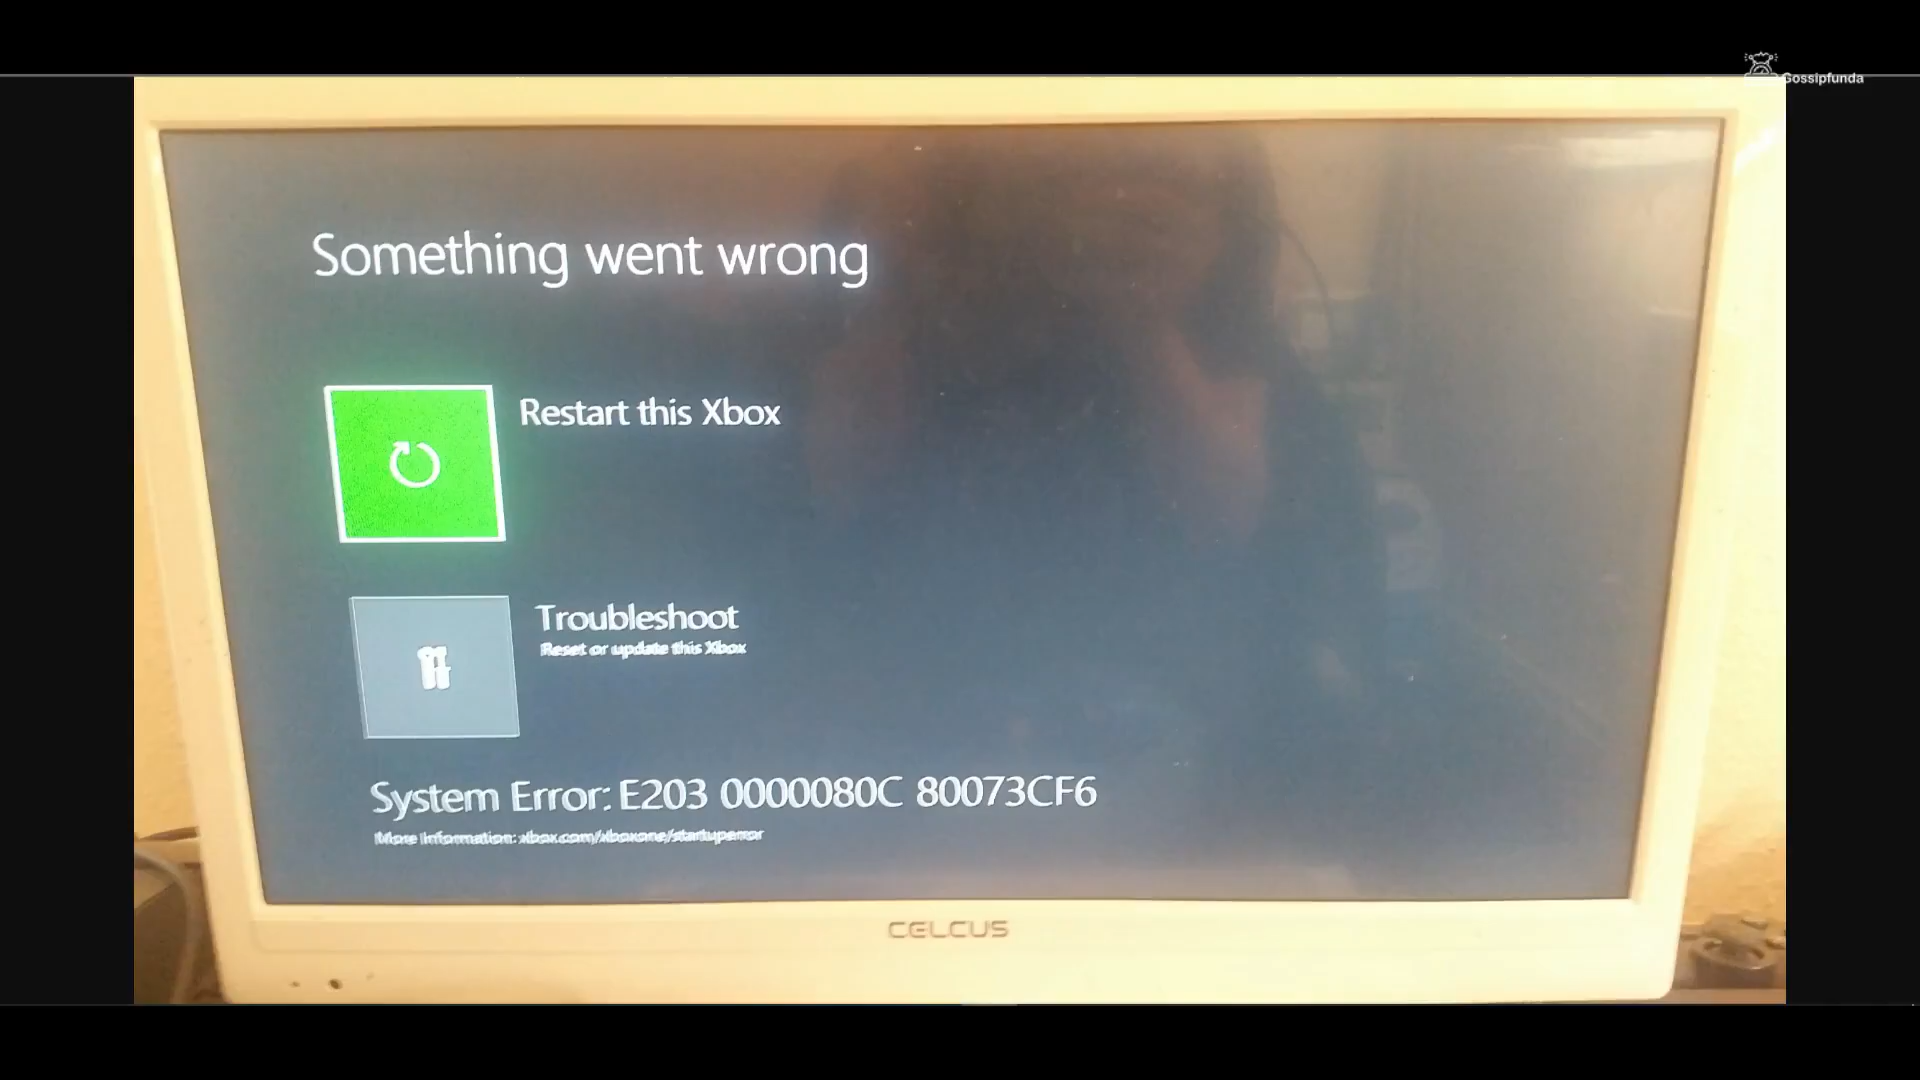 Gossipfunda
Something went wrong
Restart this Xbox
Troubleshoot
Reset or update this Xbox
System Error: E203 0000080C 80073CF6
More Information: xbox.com/xboxone/startuperror
CELCUS